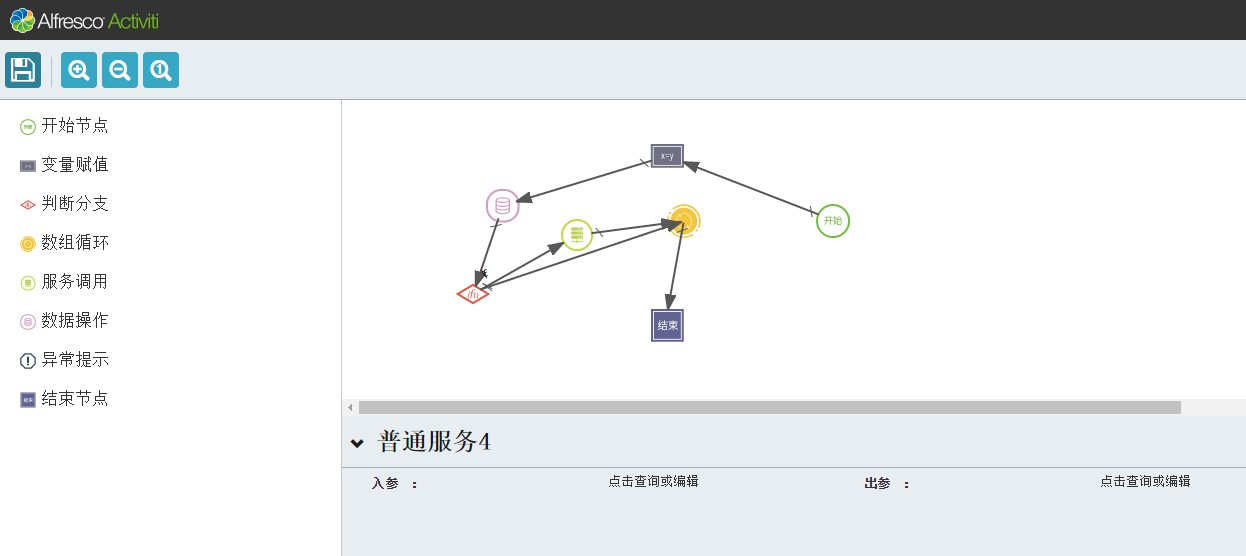 Alfresco Activiti
开始节点
变量赋值
判断分支
数组循环
服务调用
数据操作
异常提示
结束节点
x=y
开始
if()
结束
普通服务4
入参 : 点击查询或编辑 出参 : 点击查询或编辑